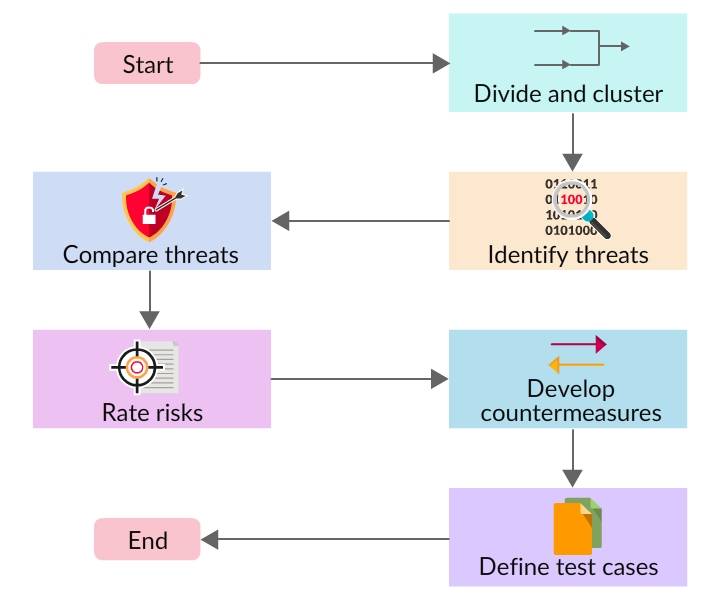 Start
Divide and cluster
Identify threats
Compare threats
Rate risks
Develop
countermeasures
Define test cases
End